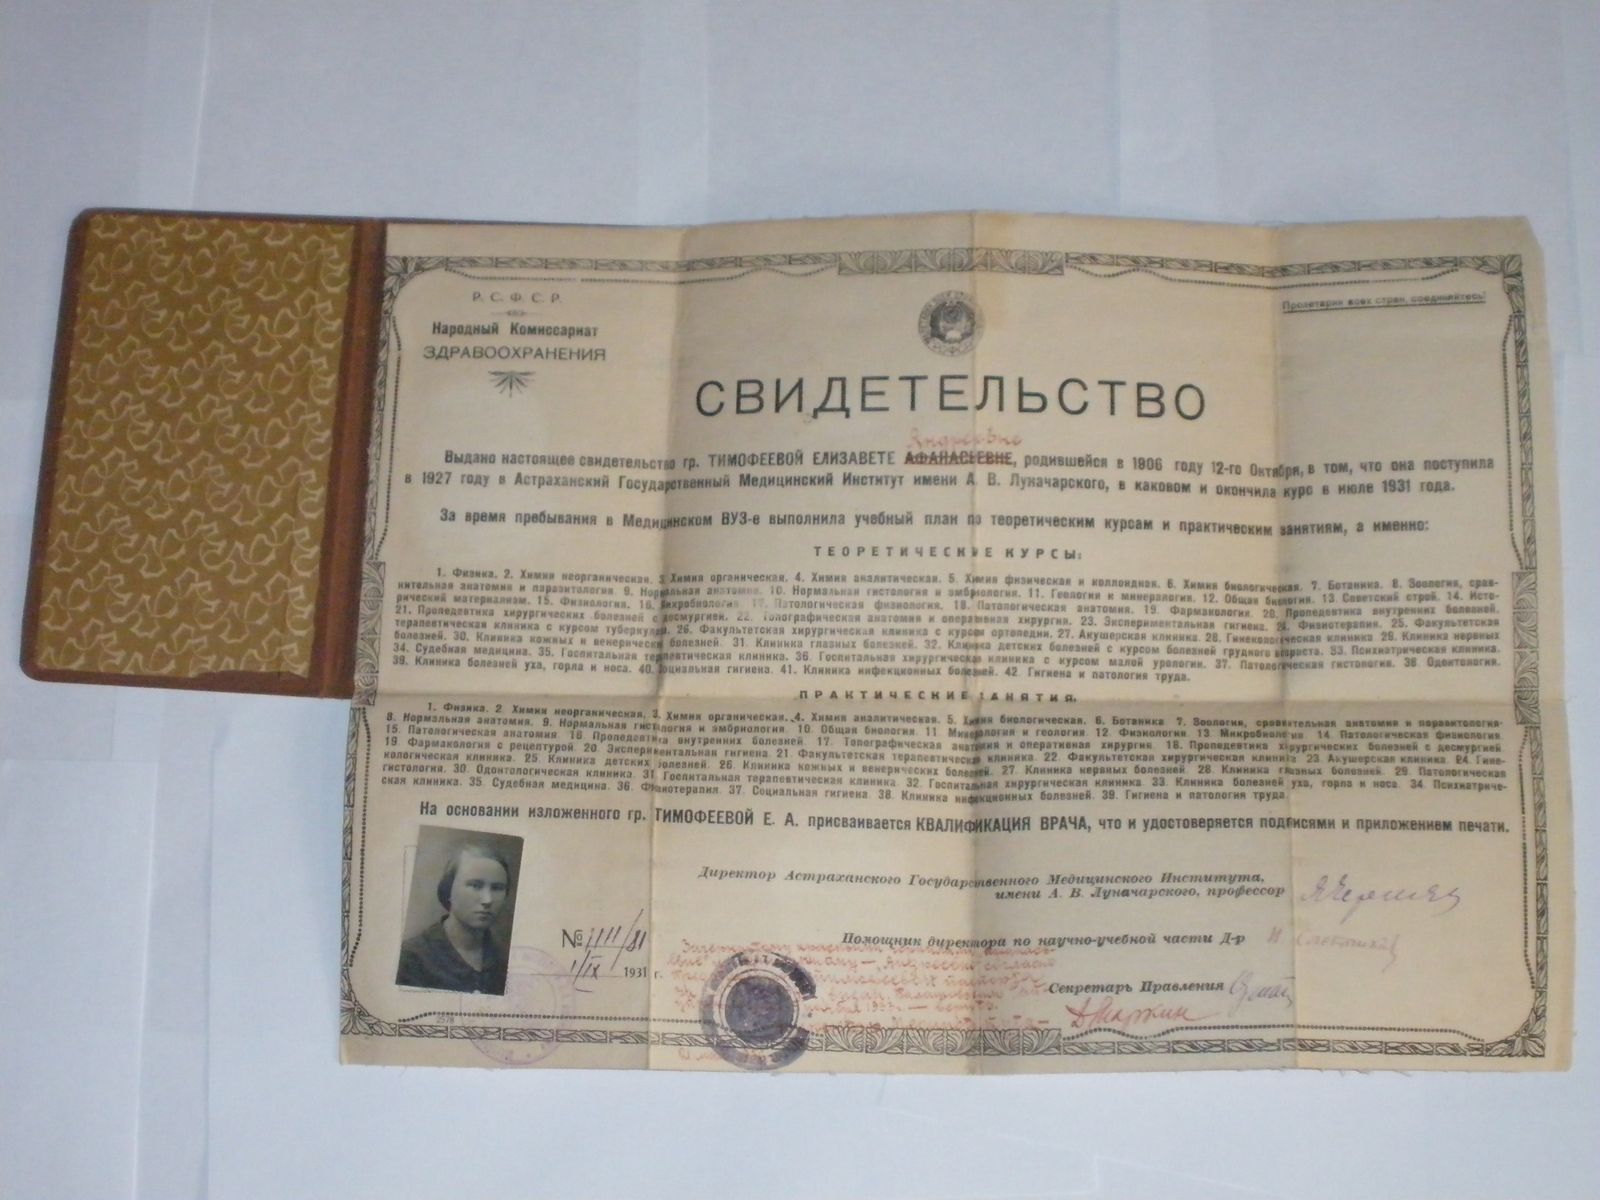 Р. С. Ф. С. Р.
Народный Комиссариат
ЗДРАВООХРАНЕНИЯ
Пролетарии всех стран, соединяйтесь!
СВИДЕТЕЛЬСТВО
Андреевне
Выдано настоящее свидетельство гр. ТИМОФЕЕВОЙ ЕЛИЗАВЕТЕ АФАНАСЬЕВНЕ, родившейся в 1906 году 12-го Октября, в том, что она поступила
в 1927 году в Астраханский Государственный Медицинский Институт имени А. В. Луначарского, в каковом и окончила курс в июле 1931 года.
За время пребывания в Медицинском ВУЗ-е выполнила учебный план по теоретическим курсам и практическим занятиям, а именно:
ТЕОРЕТИЧЕСКИЕ КУРСЫ:
1. Физика. 2. Химия неорганическая. 3. Химия органическая. 4. Химия аналитическая. 5. Химия физическая и коллоидная. 6. Химия биологическая. 7. Ботаника. 8. Зоология, срав-
нительная анатомия и паразитология. 9. Нормальная анатомия. 10. Нормальная гистология и эмбриология. 11. Геология и минералогия. 12. Общая биология. 13. Советский строй. 14. Исто-
рический материализм. 15. Физиология. 16. Микробиология. 17. Патологическая физиология. 18. Патологическая анатомия. 19. Фармакология. 20. Пропедевтика внутренних болезней.
21. Пропедевтика хирургических болезней с десмургией. 22. Топографическая анатомия и оперативная хирургия. 23. Экспериментальная гигиена. 24. Физиотерапия. 25. Факультетская
терапевтическая клиника с курсом туберкулеза. 26. Факультетская хирургическая клиника с курсом ортопедии. 27. Акушерская клиника. 28. Гинекологическая клиника. 29. Клиника нервных
болезней. 30. Клиника кожных и венерических болезней. 31. Клиника глазных болезней. 32. Клиника детских болезней с курсом болезней грудного возраста. 33. Психиатрическая клиника.
34. Судебная медицина. 35. Госпитальная терапевтическая клиника. 36. Госпитальная хирургическая клиника с курсом малой урологии. 37. Патологическая гистология. 38 Одонтология.
39. Клиника болезней уха, горла и носа. 40. Социальная гигиена. 41. Клиника инфекционных болезней. 42. Гигиена и патология труда.
ПРАКТИЧЕСКИЕ ЗАНЯТИЯ.
1. Физика. 2 Химия неорганическая. 3. Химия органическая. 4. Химия аналитическая. 5. Химия биологическая. 6. Ботаника 7. Зоология, сравнительная анатомия и паразитология-
8. Нормальная анатомия. 9. Нормальная гистология и эмбриология. 10. Общая биология 11. Минералогия и геология. 12. Физиология 13. Микробиология 14. Патологическая физиология
15. Патологическая анатомия 16 Пропедевтика внутренних болезней. 17. Топографическая анатомия и оперативная хирургия. 18. Пропедевтика хирургических болезней с десмургией
19. Фармакология с рецептурой. 20. Экспериментальная гигиена 21. Факультетская терапевтическая клиника. 22. Факультетская хирургическая клиника 23. Акушерская клиника 24. Гине-
кологическая клиника. 25. Клиника детских болезней. 26. Клиника кожных и венерических болезней. 27. Клиника нервных болезней 28. Клиника глазных болезней. 29. Патологическая
гистология. 30. Одонтологическая клиника. 31 Госпитальная терапевтическая клиника 32. Госпитальная хирургическая клиника 33. Клиника болезней уха, горла и носа. 34. Психиатриче-
ская клиника. 35. Судебная медицина. 36. Физиотерапия. 37. Социальная гигиена 38. Клиника инфекционных болезней. 39. Гигиена и патология труда
На основании изложенного гр. ТИМОФЕЕВОЙ Е. А. присваивается КВАЛИФИКАЦИЯ ВРАЧА, что и удостоверяется подписями и приложением печати.
Директор Астраханского Государственного Медицинского Института,
имени А. В. Луначарского, профессор
Помощник директора по научно-учебной части Д-р
№ 1111/31
1/IX 1931 г.
Секретарь Правления
2578